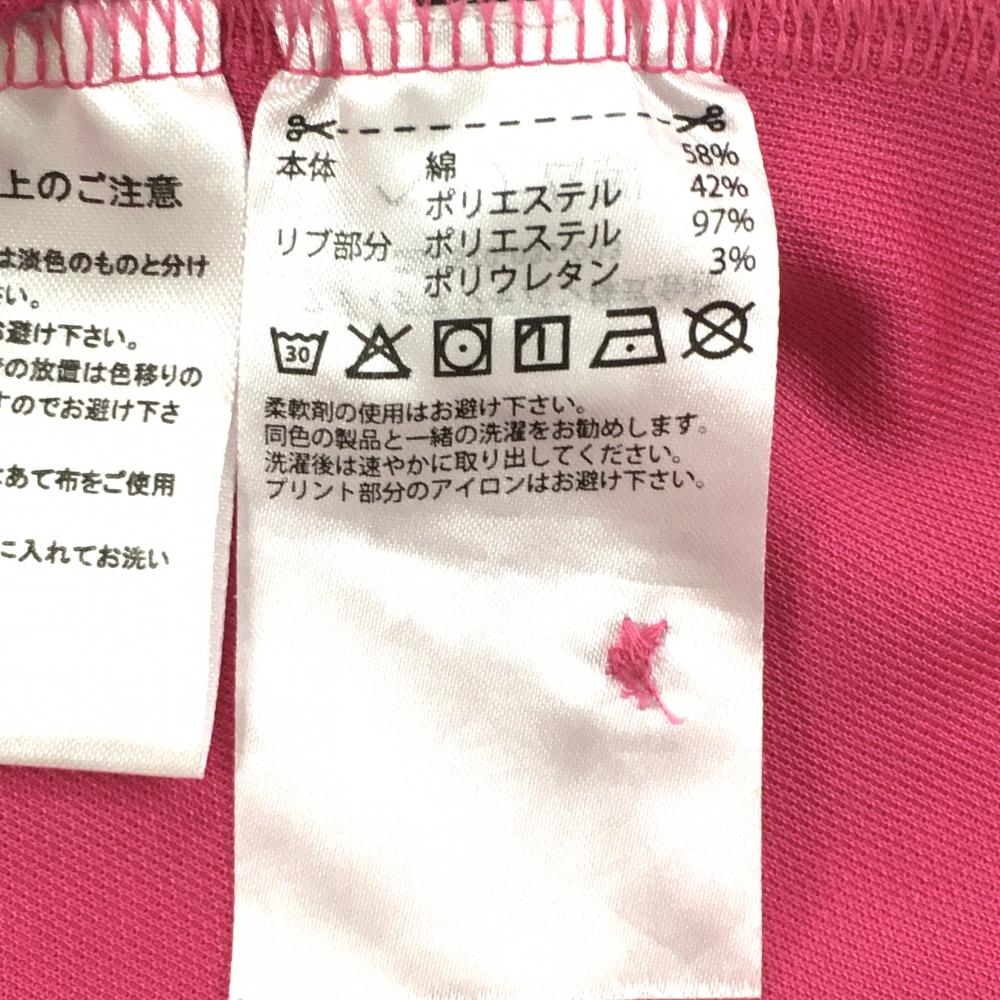 上のご注意
は淡色のものと分け
い。
避け下さい。
の放置は色移りの
すのでお避け下さ
あて布をご使用
に入れてお洗い
本体 綿 58%
ポリエステル 42%
リブ部分 ポリエステル 97%
ポリウレタン 3%
30
柔軟剤の使用はお避け下さい。
同色の製品と一緒の洗濯をお勧めします。
洗濯後は速やかに取り出してください。
プリント部分のアイロンはお避け下さい。